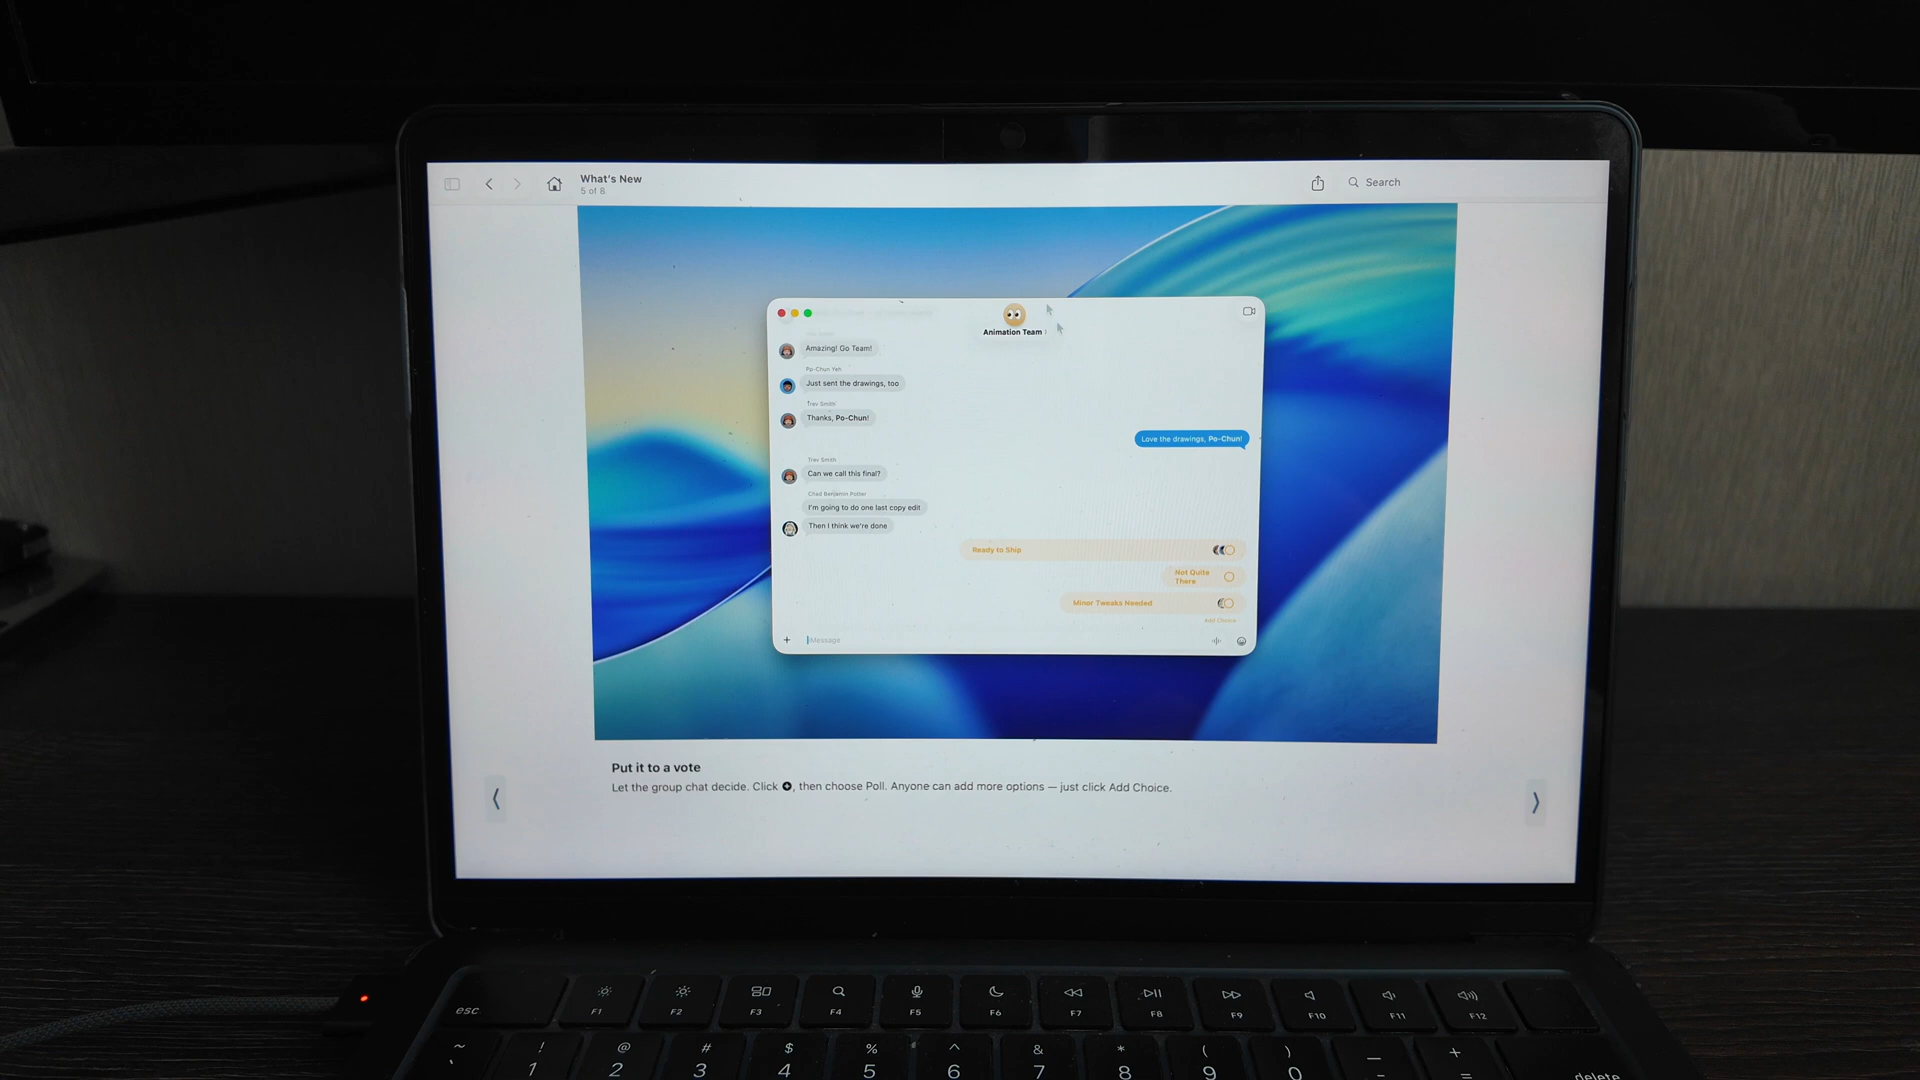 What's New
5 of 8
Search
Animation Team
Amazing! Go Team!
Po-Chun Yeh
Just sent the drawings, too
Trev Smith
Thanks, Po-Chun!
Love the drawings, Po-Chun!
Trev Smith
Can we call this final?
Chad Benjamin Potter
I'm going to do one last copy edit
Then I think we're done
Ready to Ship
Not Quite
There
Minor Tweaks Needed
Add Choice
iMessage
Put it to a vote
Let the group chat decide. Click +, then choose Poll. Anyone can add more options — just click Add Choice.
esc F1 F2 F3 F4 F5 F6 F7 F8 F9 F10 F11 F12
~ ! @ # $ % ^ & * ( ) — +
` 1 2 3 4 5 6 7 8 9 0 - = delete